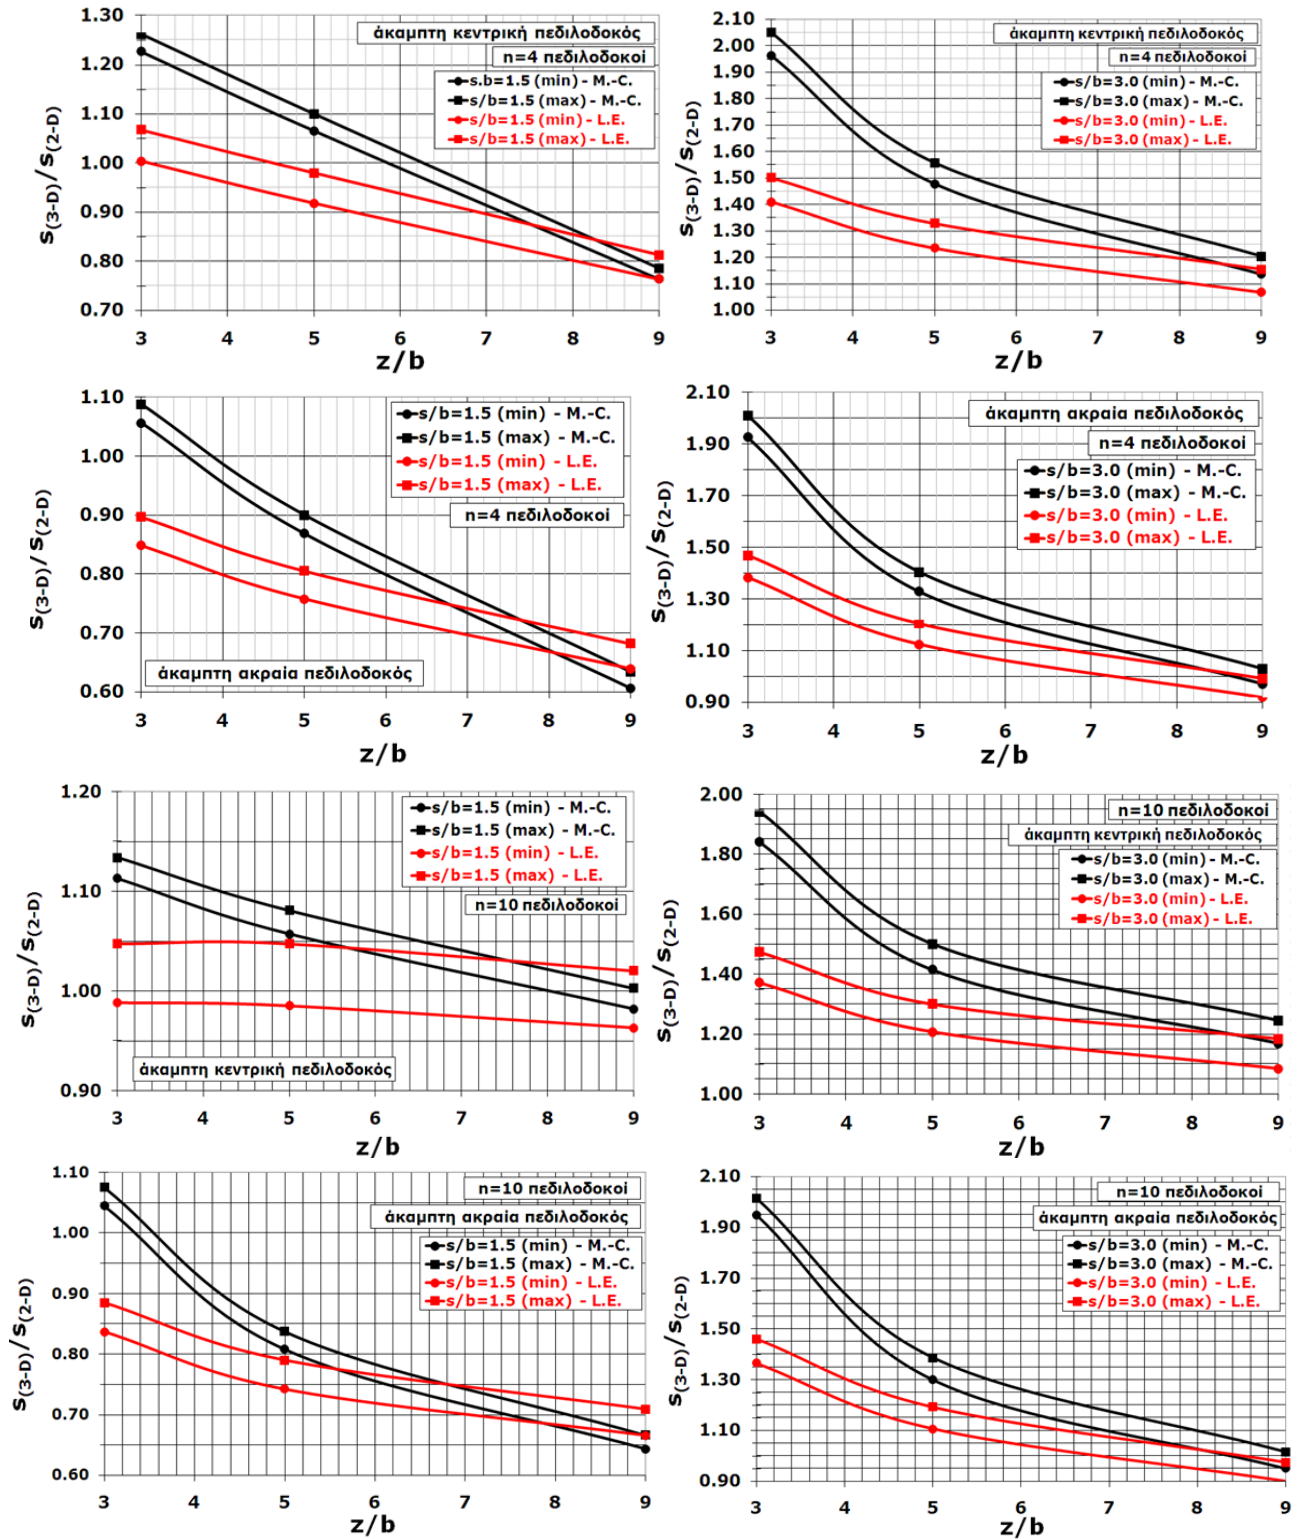 1.30
1.20
1.10
1.00
0.90
0.80
0.70
s(3-D)/s(2-D)
άκαμπτη κεντρική πεδιλοδοκός
n=4 πεδιλοδοκοί
s.b=1.5 (min) - M.-C.
s/b=1.5 (max) - M.-C.
s/b=1.5 (min) - L.E.
s/b=1.5 (max) - L.E.
3 4 5 6 7 8 9
z/b
2.10
2.00
1.90
1.80
1.70
1.60
1.50
1.40
1.30
1.20
1.10
1.00
s(3-D)/s(2-D)
άκαμπτη κεντρική πεδιλοδοκός
n=4 πεδιλοδοκοί
s/b=3.0 (min) - M.-C.
s/b=3.0 (max) - M.-C.
s/b=3.0 (min) - L.E.
s/b=3.0 (max) - L.E.
3 4 5 6 7 8 9
z/b
1.10
1.00
0.90
0.80
0.70
0.60
s(3-D)/s(2-D)
s/b=1.5 (min) - M.-C.
s/b=1.5 (max) - M.-C.
s/b=1.5 (min) - L.E.
s/b=1.5 (max) - L.E.
n=4 πεδιλοδοκοί
άκαμπτη ακραία πεδιλοδοκός
3 4 5 6 7 8 9
z/b
2.10
1.90
1.70
1.50
1.30
1.10
0.90
s(3-D)/s(2-D)
άκαμπτη ακραία πεδιλοδοκός
n=4 πεδιλοδοκοί
s/b=3.0 (min) - M.-C.
s/b=3.0 (max) - M.-C.
s/b=3.0 (min) - L.E.
s/b=3.0 (max) - L.E.
3 4 5 6 7 8 9
z/b
1.20
1.10
1.00
0.90
s(3-D)/s(2-D)
s/b=1.5 (min) - M.-C.
s/b=1.5 (max) - M.-C.
s/b=1.5 (min) - L.E.
s/b=1.5 (max) - L.E.
n=10 πεδιλοδοκοί
άκαμπτη κεντρική πεδιλοδοκός
3 4 5 6 7 8 9
z/b
2.00
1.80
1.60
1.40
1.20
1.00
s(3-D)/s(2-D)
n=10 πεδιλοδοκοί
άκαμπτη κεντρική πεδιλοδοκός
s/b=3.0 (min) - M.-C.
s/b=3.0 (max) - M.-C.
s/b=3.0 (min) - L.E.
s/b=3.0 (max) - L.E.
3 4 5 6 7 8 9
z/b
1.10
1.00
0.90
0.80
0.70
0.60
s(3-D)/s(2-D)
n=10 πεδιλοδοκοί
άκαμπτη ακραία πεδιλοδοκός
s/b=1.5 (min) - M.-C.
s/b=1.5 (max) - M.-C.
s/b=1.5 (min) - L.E.
s/b=1.5 (max) - L.E.
3 4 5 6 7 8 9
z/b
2.10
1.90
1.70
1.50
1.30
1.10
0.90
s(3-D)/s(2-D)
n=10 πεδιλοδοκοί
άκαμπτη ακραία πεδιλοδοκός
s/b=3.0 (min) - M.-C.
s/b=3.0 (max) - M.-C.
s/b=3.0 (min) - L.E.
s/b=3.0 (max) - L.E.
3 4 5 6 7 8 9
z/b